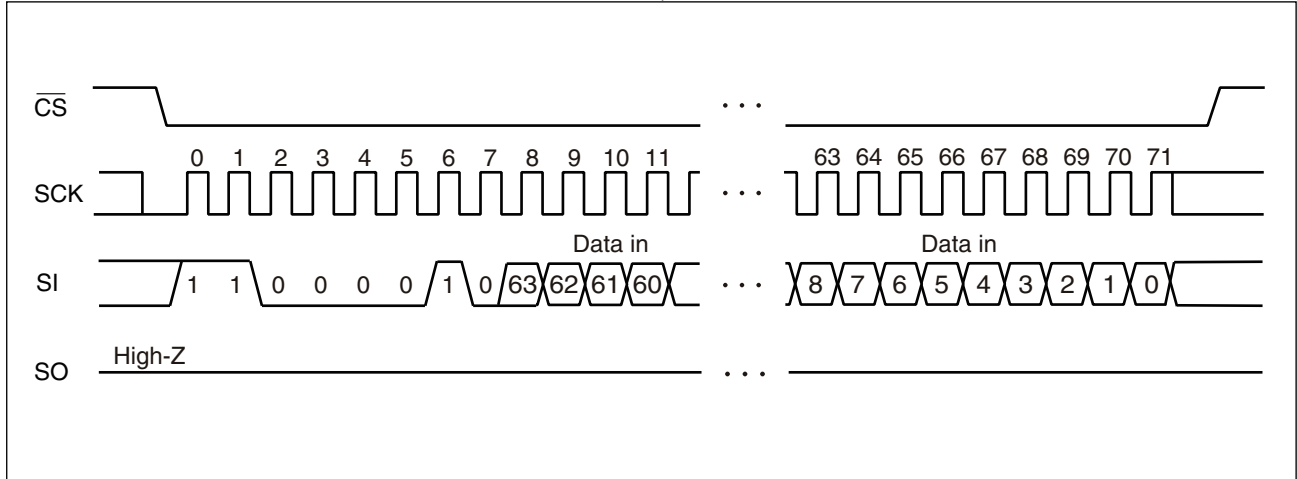 C̅S̅ . . .
0 1 2 3 4 5 6 7 8 9 10 11 63 64 65 66 67 68 69 70 71
SCK . . .
Data in Data in
SI 1 1 0 0 0 0 1 0 63 62 61 60 . . . 8 7 6 5 4 3 2 1 0
High-Z
SO . . .